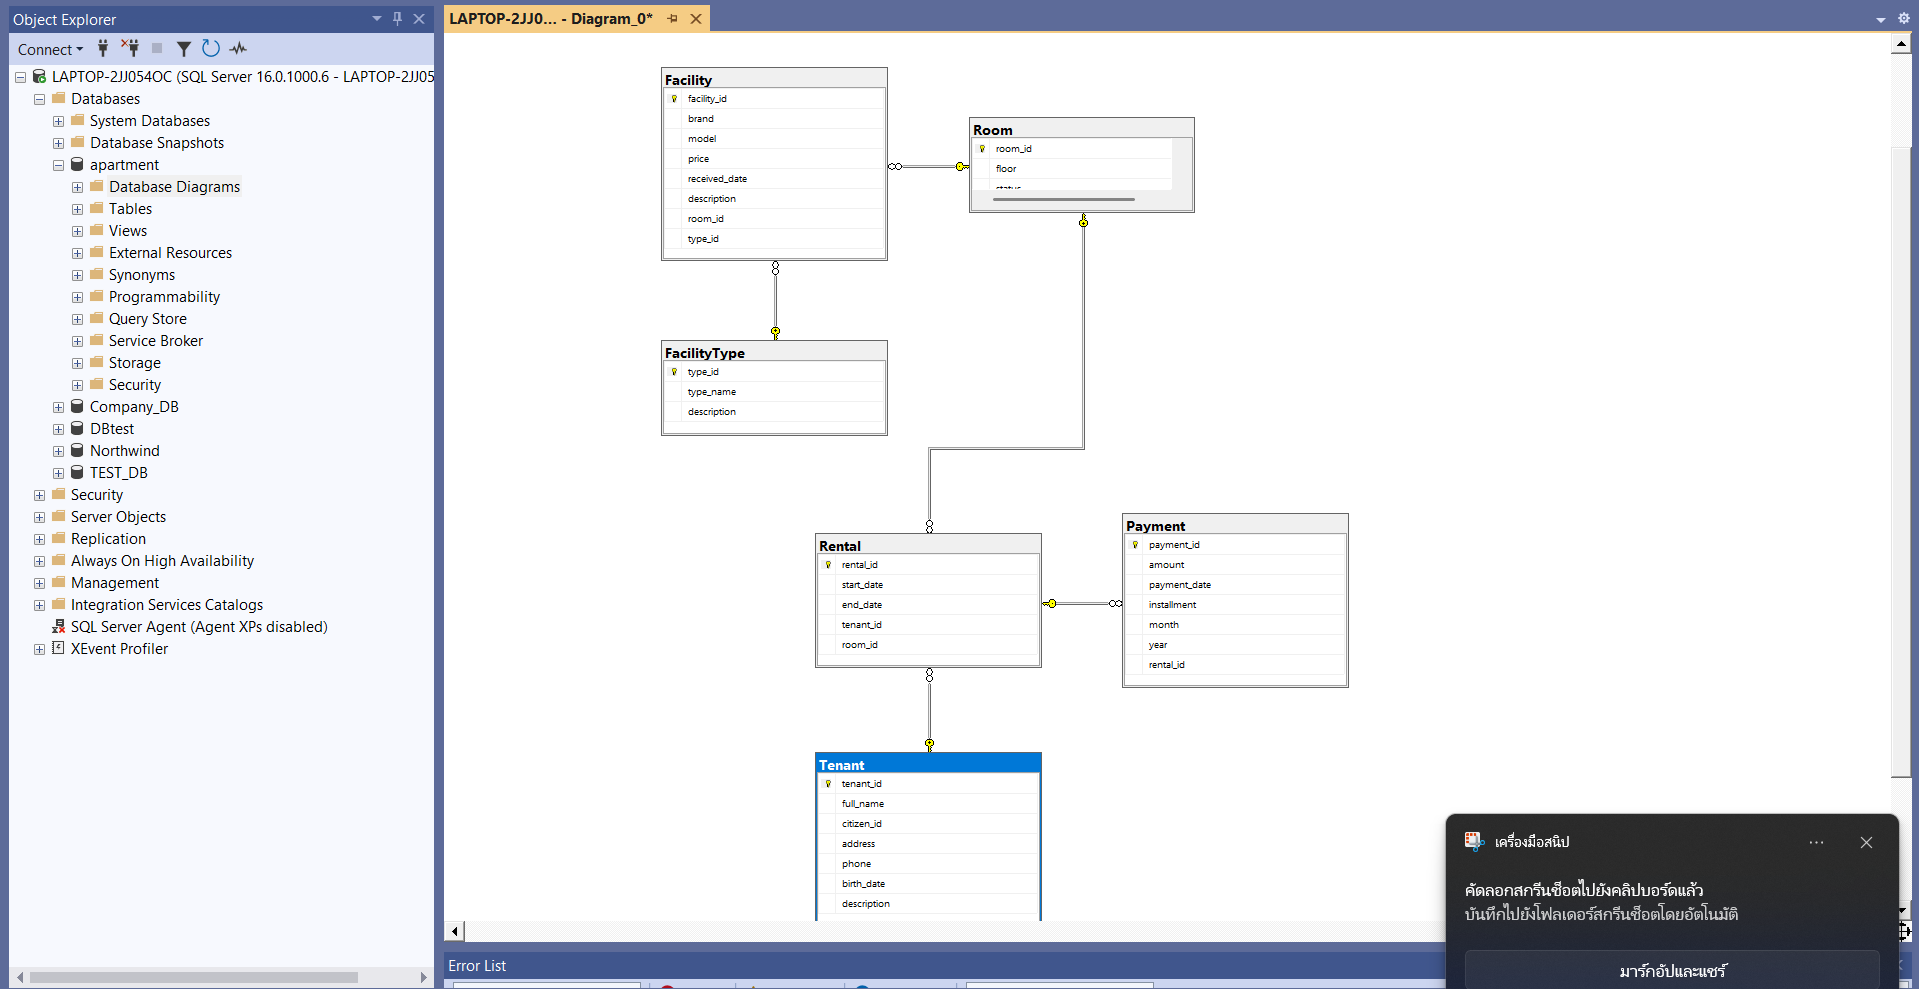 Object Explorer
Connect
LAPTOP-2JJ054OC (SQL Server 16.0.1000.6 - LAPTOP-2JJ05
Databases
System Databases
Database Snapshots
apartment
Database Diagrams
Tables
Views
External Resources
Synonyms
Programmability
Query Store
Service Broker
Storage
Security
Company_DB
DBtest
Northwind
TEST_DB
Security
Server Objects
Replication
Always On High Availability
Management
Integration Services Catalogs
SQL Server Agent (Agent XPs disabled)
XEvent Profiler
LAPTOP-2JJ0... - Diagram_0*
Facility
facility_id
brand
model
price
received_date
description
room_id
type_id
Room
room_id
floor
status
FacilityType
type_id
type_name
description
Rental
rental_id
start_date
end_date
tenant_id
room_id
Payment
payment_id
amount
payment_date
installment
month
year
rental_id
Tenant
tenant_id
full_name
citizen_id
address
phone
birth_date
description
Error List
เครื่องมือสนิป
คัดลอกสกรีนช็อตไปยังคลิปบอร์ดแล้ว
บันทึกไปยังโฟลเดอร์สกรีนช็อตโดยอัตโนมัติ
มาร์กอัปและแชร์